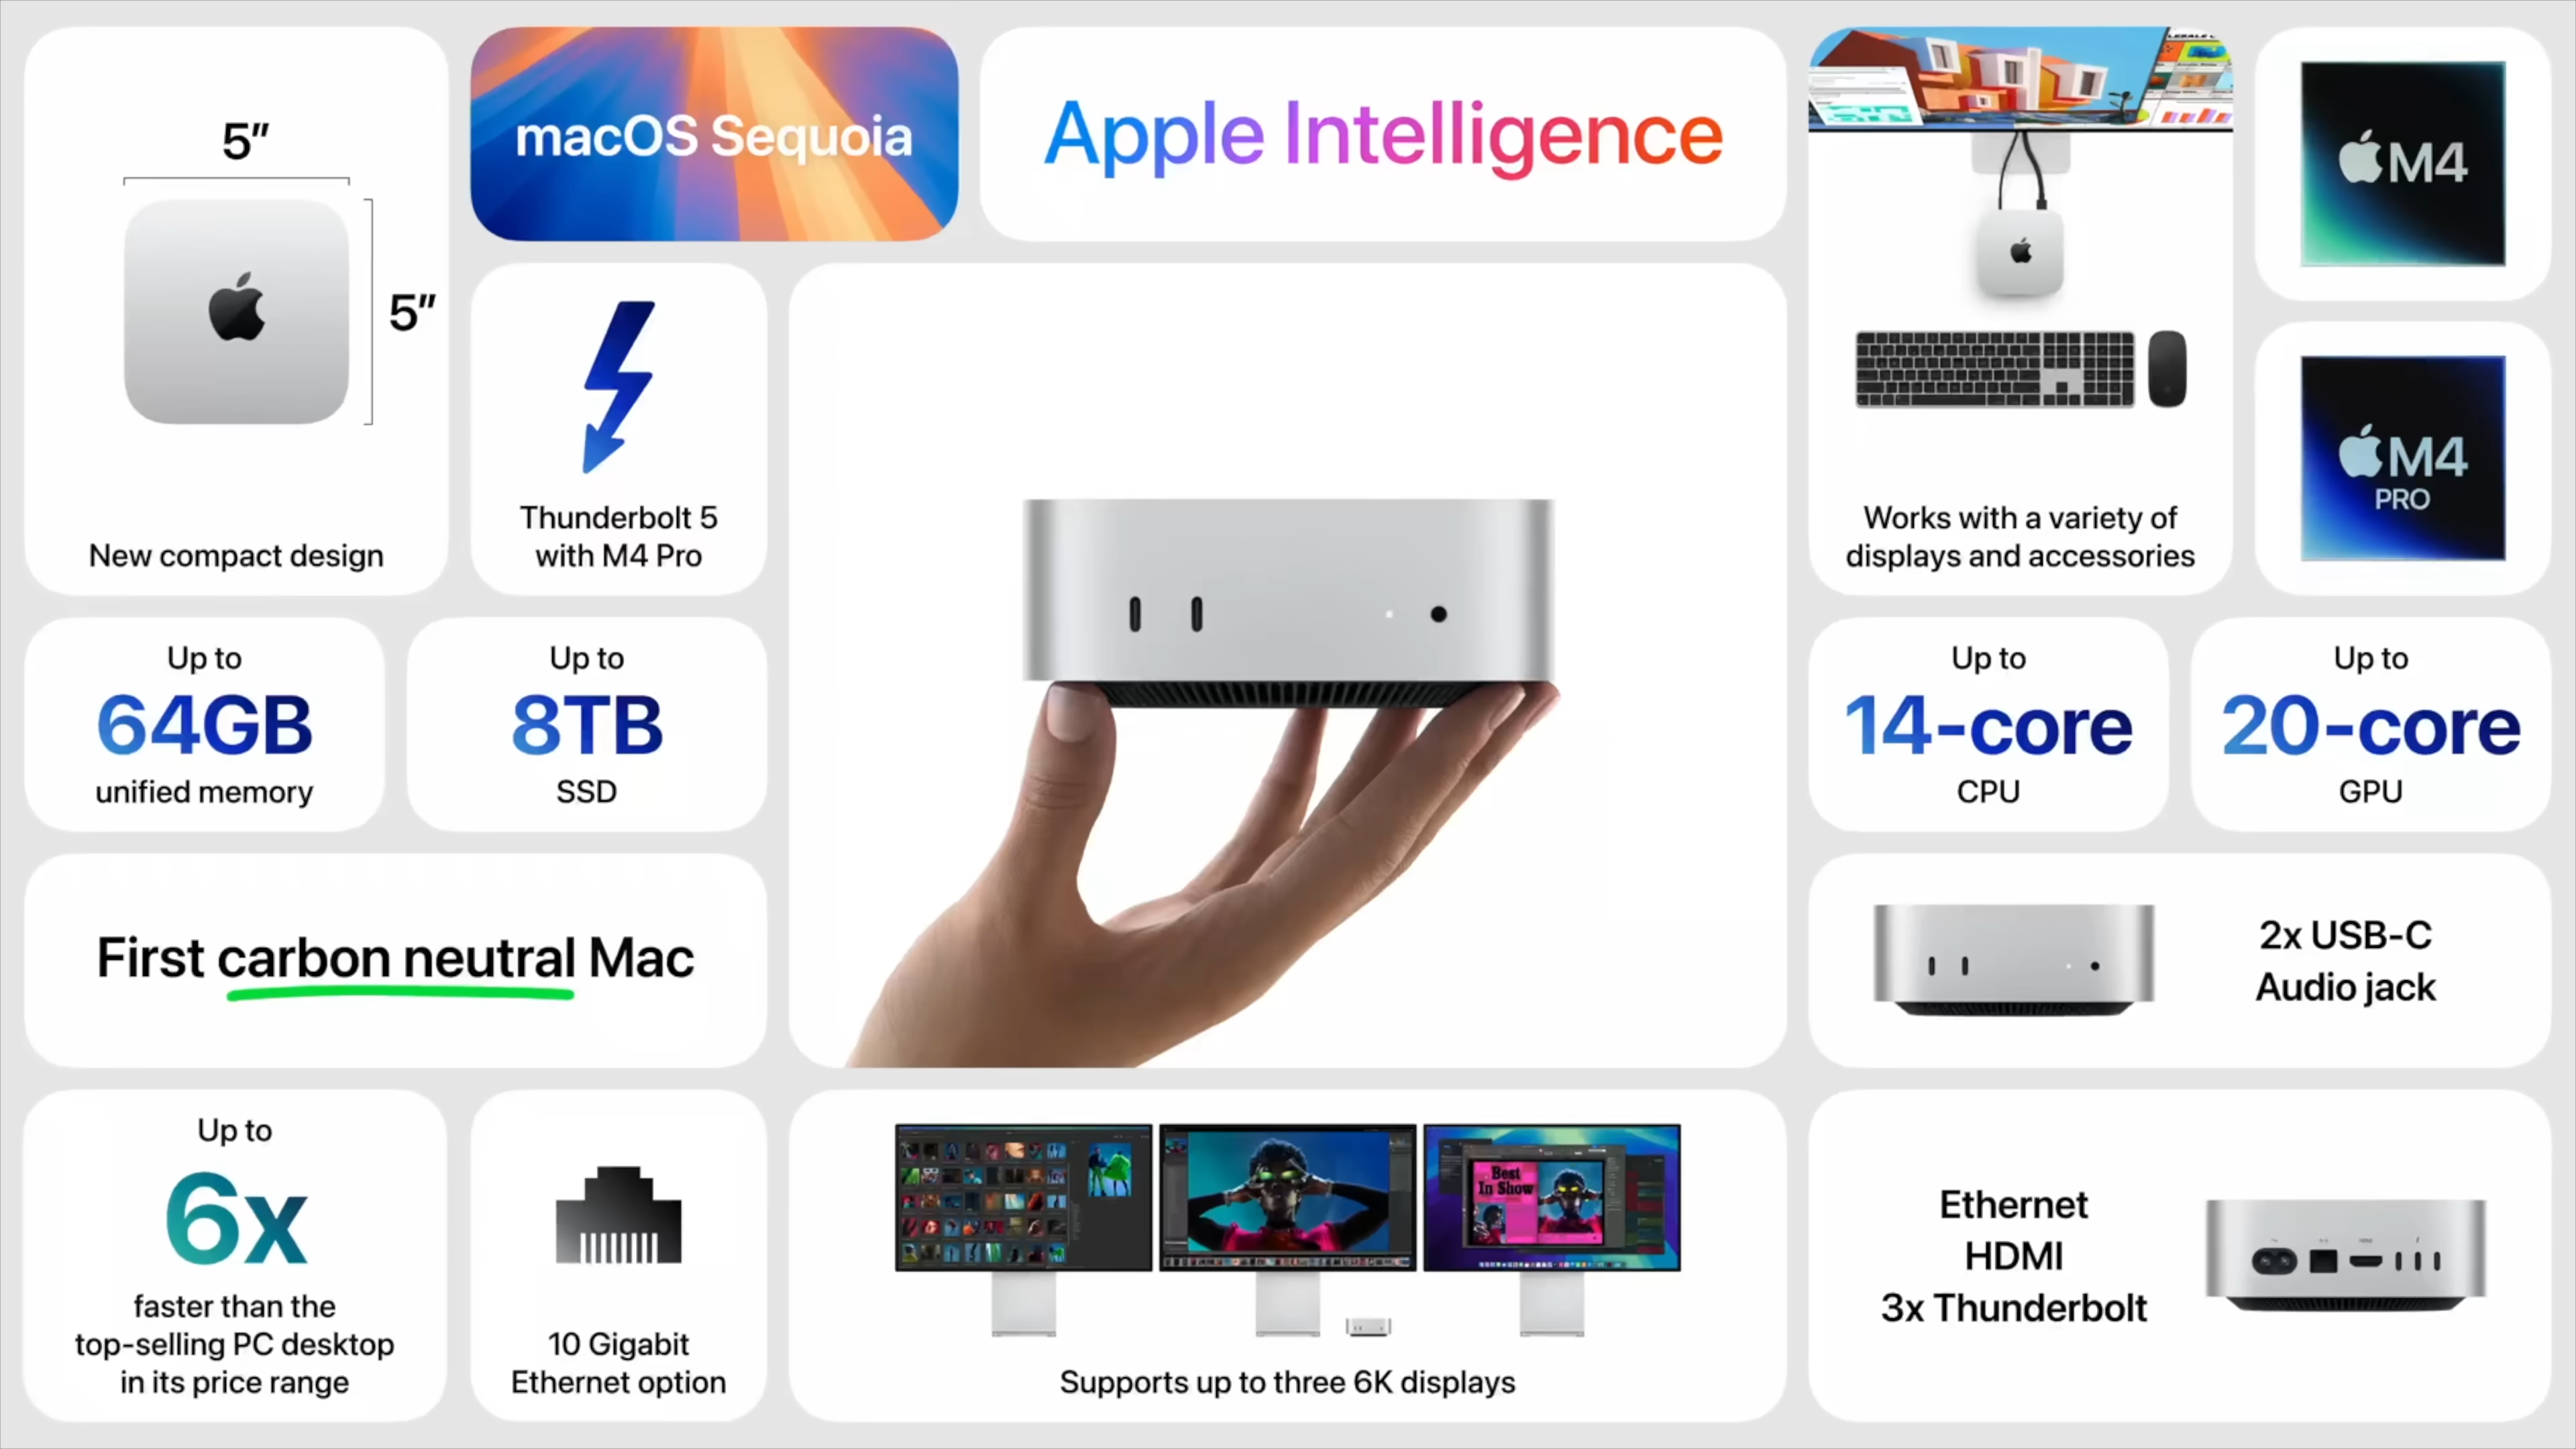 5″
5″
New compact design
macOS Sequoia
Apple Intelligence
Thunderbolt 5
with M4 Pro
Works with a variety of
displays and accessories
M4
M4
PRO
Up to
64GB
unified memory
Up to
8TB
SSD
Up to
14-core
CPU
Up to
20-core
GPU
First carbon neutral Mac
2x USB-C
Audio jack
Up to
6x
faster than the
top-selling PC desktop
in its price range
10 Gigabit
Ethernet option
Best
In Show
Supports up to three 6K displays
Ethernet
HDMI
3x Thunderbolt